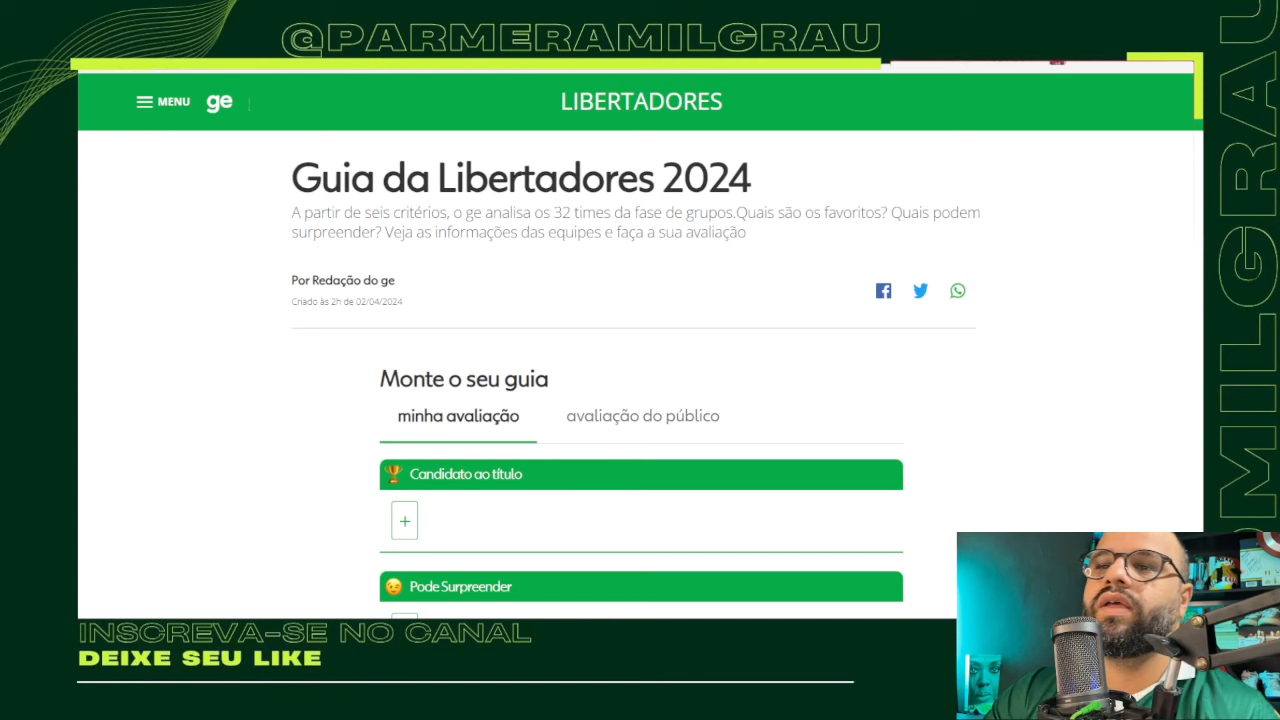 @PARMERAMILGRAU
MENU
ge
LIBERTADORES
Guia da Libertadores 2024
A partir de seis critérios, o ge analisa os 32 times da fase de grupos.Quais são os favoritos? Quais podem
surpreender? Veja as informações das equipes e faça a sua avaliação
Por Redação do ge
Criado às 2h de 02/04/2024
Monte o seu guia
minha avaliação
avaliação do público
Candidato ao título
+
Pode Surpreender
INSCREVA-SE NO CANAL
DEIXE SEU LIKE
OMILGRAU